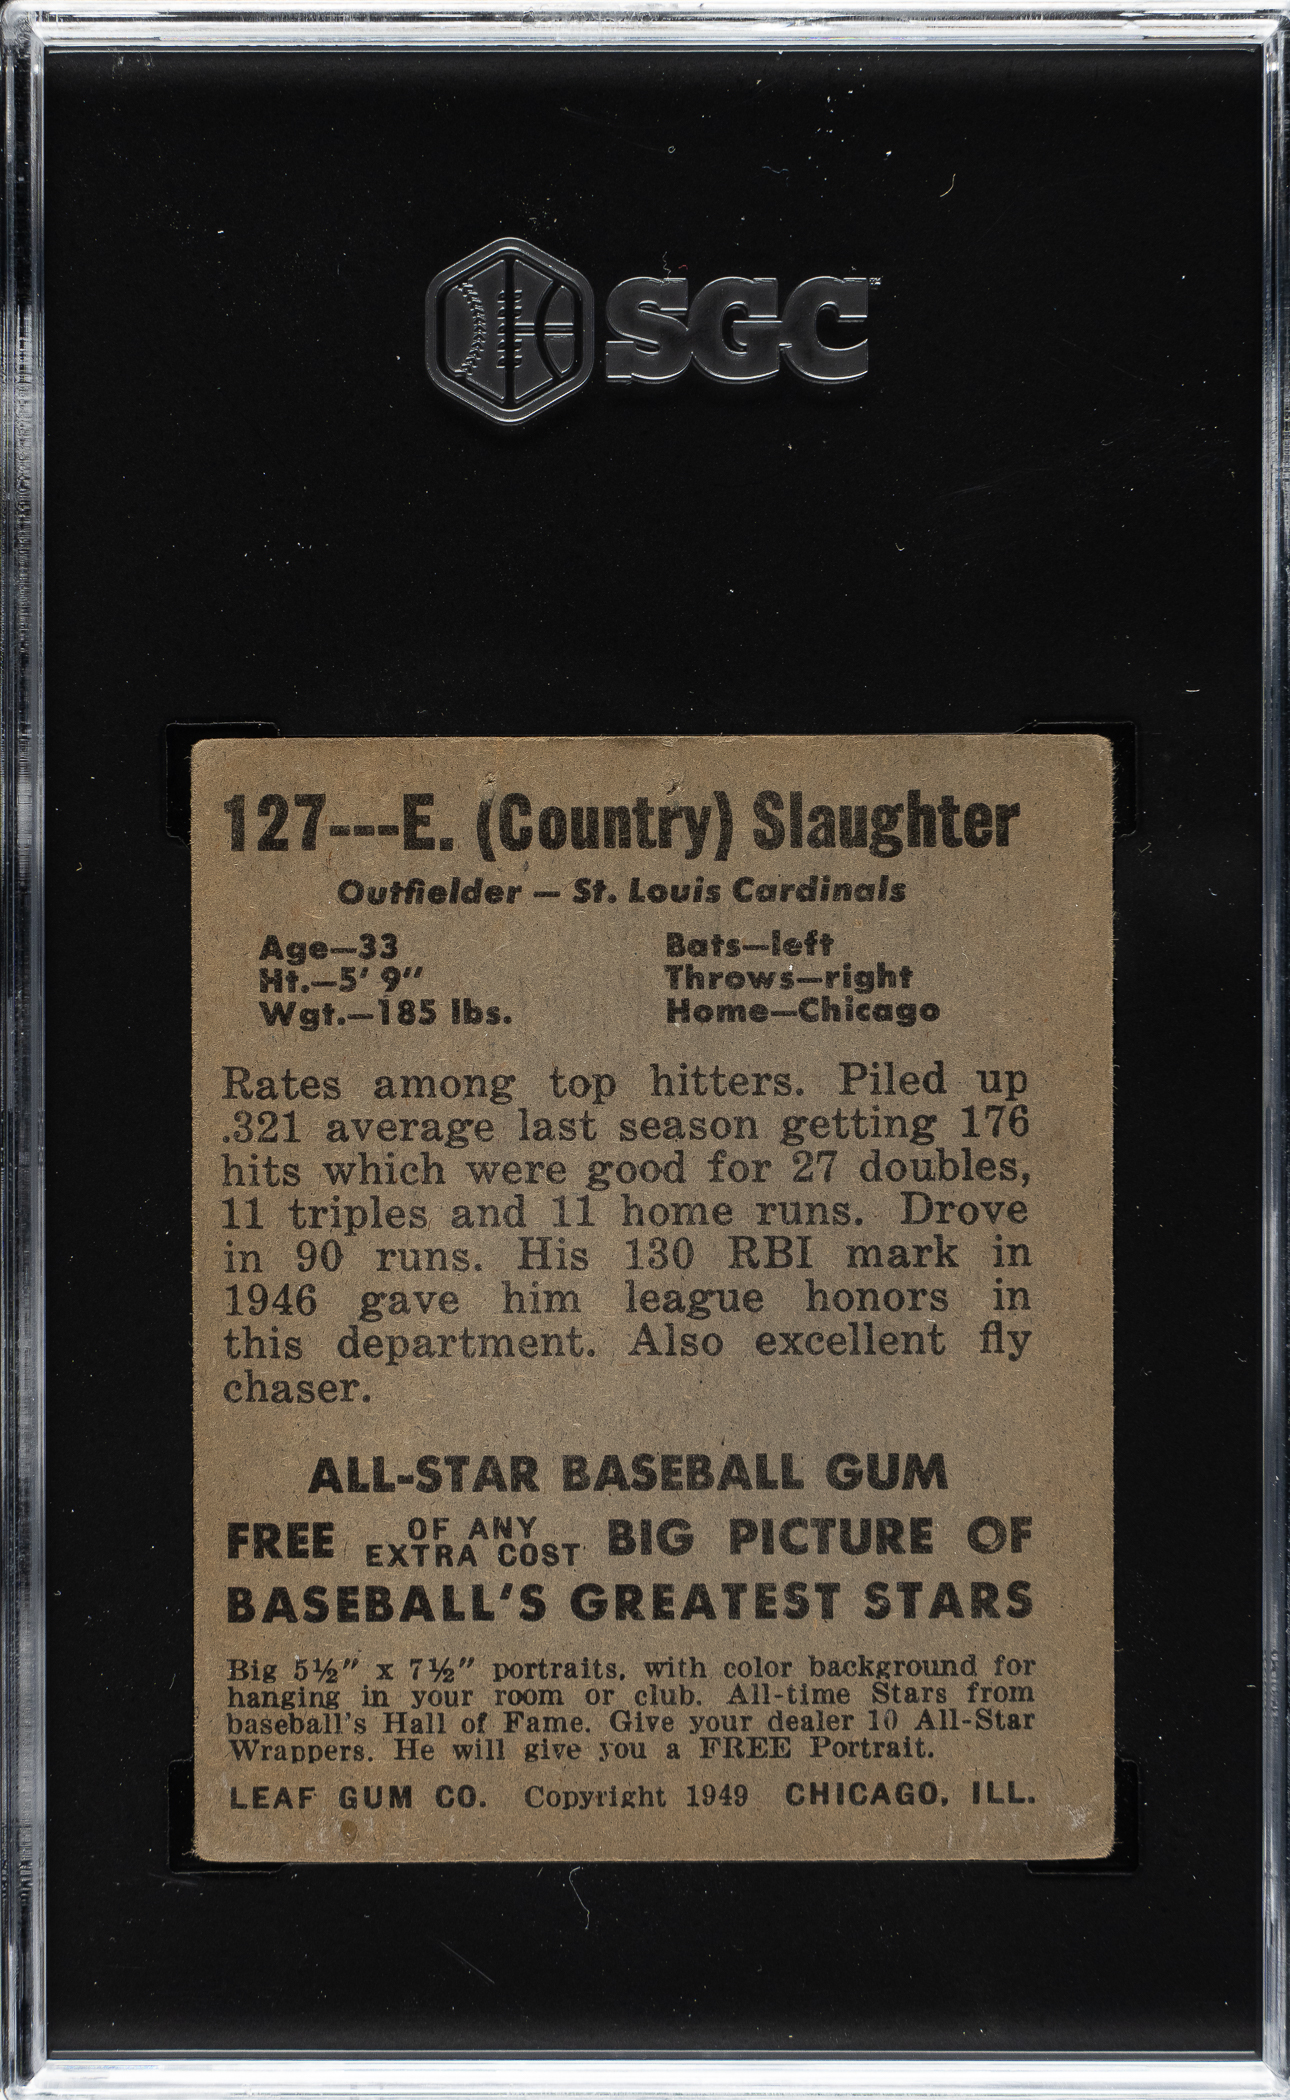 SGC
127---E. (Country) Slaughter
Outfielder — St. Louis Cardinals
Age—33
Ht.—5' 9"
Wgt.—185 lbs.
Bats—left
Throws—right
Home—Chicago
Rates among top hitters. Piled up
.321 average last season getting 176
hits which were good for 27 doubles,
11 triples and 11 home runs. Drove
in 90 runs. His 130 RBI mark in
1946 gave him league honors in
this department. Also excellent fly
chaser.
ALL-STAR BASEBALL GUM
FREE OF ANY EXTRA COST BIG PICTURE OF
BASEBALL'S GREATEST STARS
Big 5½" x 7½" portraits, with color background for
hanging in your room or club. All-time Stars from
baseball's Hall of Fame. Give your dealer 10 All-Star
Wrappers. He will give you a FREE Portrait.
LEAF GUM CO. Copyright 1949 CHICAGO, ILL.